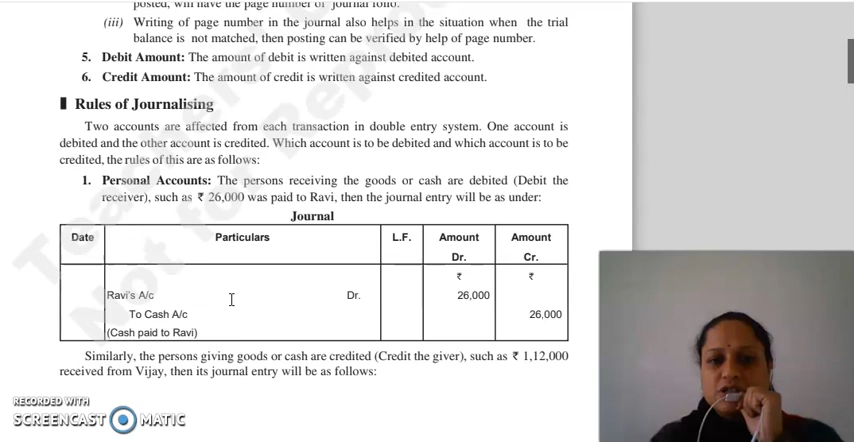 posted, will have the page number of journal folio.
(iii) Writing of page number in the journal also helps in the situation when the trial
balance is not matched, then posting can be verified by help of page number.
5. Debit Amount: The amount of debit is written against debited account.
6. Credit Amount: The amount of credit is written against credited account.
Rules of Journalising
Two accounts are affected from each transaction in double entry system. One account is
debited and the other account is credited. Which account is to be debited and which account is to be
credited, the rules of this are as follows:
1. Personal Accounts: The persons receiving the goods or cash are debited (Debit the
receiver), such as ₹ 26,000 was paid to Ravi, then the journal entry will be as under:
Journal
Date Particulars L.F. Amount Amount
Dr. Cr.
₹ ₹
Ravi's A/c Dr. 26,000
To Cash A/c 26,000
(Cash paid to Ravi)
Similarly, the persons giving goods or cash are credited (Credit the giver), such as ₹ 1,12,000
received from Vijay, then its journal entry will be as follows:
RECORDED WITH
SCREENCAST MATIC